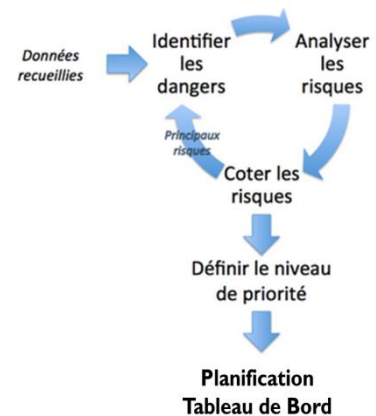 Données
recueillies
Identifier
les
dangers
Analyser
les
risques
Principaux
risques
Coter les
risques
Définir le niveau
de priorité
Planification
Tableau de Bord